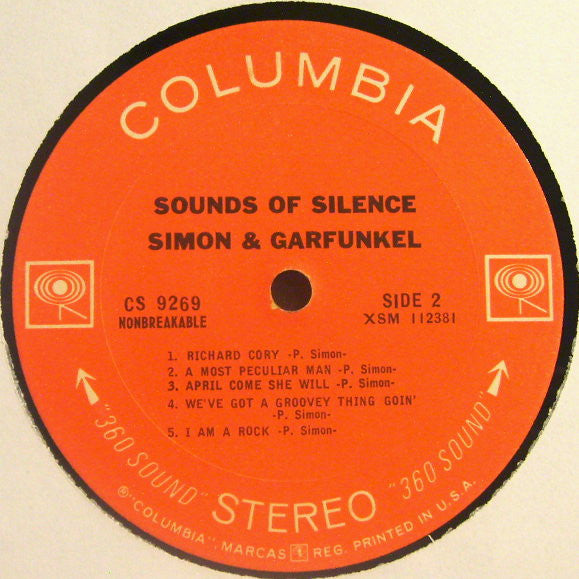 COLUMBIA
SOUNDS OF SILENCE
SIMON & GARFUNKEL
CS 9269
NONBREAKABLE
SIDE 2
XSM 112381
1. RICHARD CORY -P. Simon-
2. A MOST PECULIAR MAN -P. Simon-
3. APRIL COME SHE WILL -P. Simon-
4. WE'VE GOT A GROOVEY THING GOIN'
-P. Simon-
5. I AM A ROCK -P. Simon-
"360 SOUND" STEREO "360 SOUND"
® "COLUMBIA", MARCAS REG. PRINTED IN U.S.A.